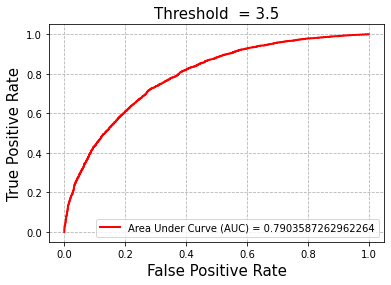 Threshold  = 3.5
True Positive Rate
1.0
0.8
0.6
0.4
0.2
0.0
Area Under Curve (AUC) = 0.7903587262962264
0.0 0.2 0.4 0.6 0.8 1.0
False Positive Rate